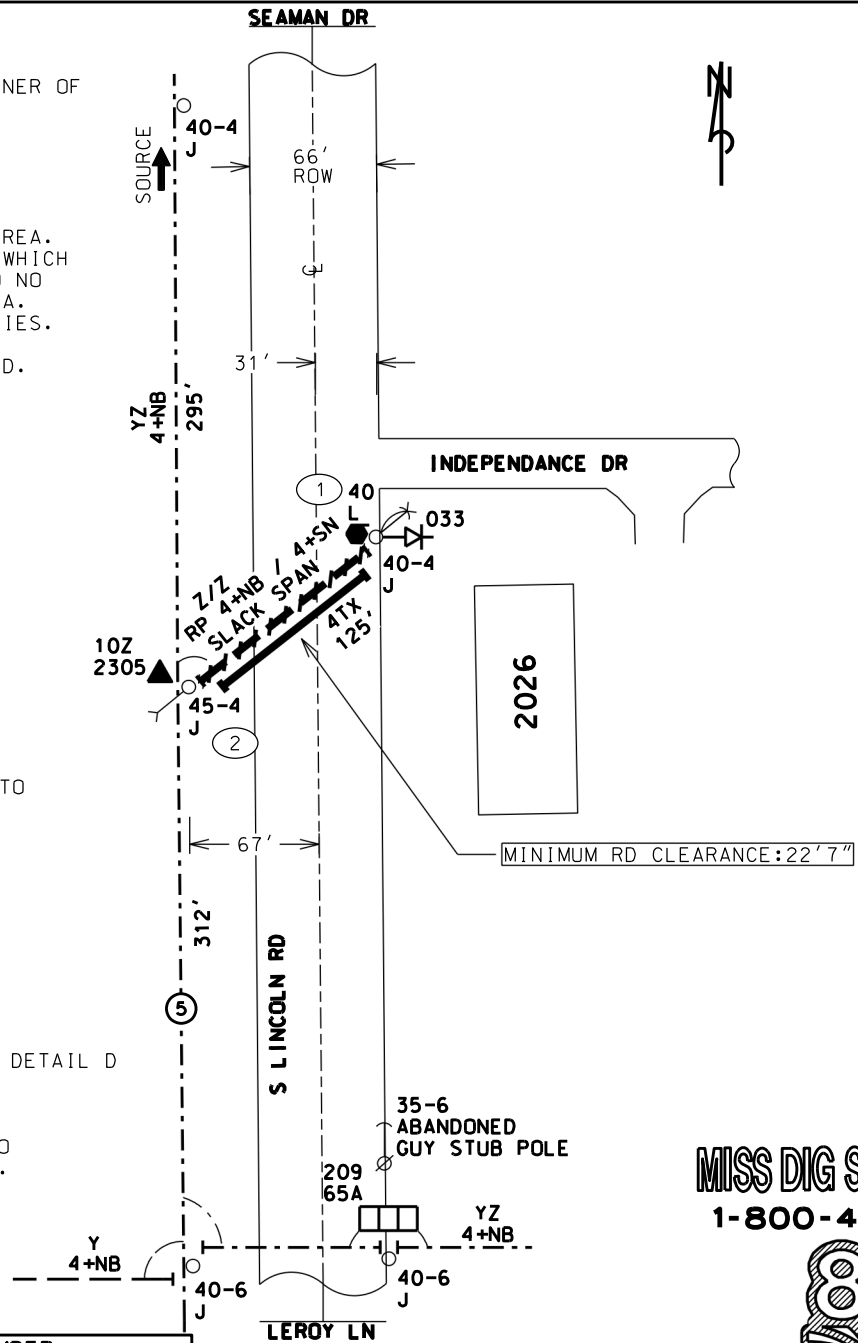 SEAMAN DR
NER OF
40-4
J
SOURCE
66'
ROW
N
REA.
WHICH
NO
A.
IES.
D.
CL
31'
YZ
4+NB
295'
INDEPENDANCE DR
1
40
L
033
40-4
J
Z/Z
RP 4+NB / 4+SN
SLACK SPAN
4TX
125'
10Z
2305
45-4
J
2
2026
TO
67'
MINIMUM RD CLEARANCE:22'7"
312'
S LINCOLN RD
5
DETAIL D
35-6
ABANDONED
GUY STUB POLE
209
65A
MISS DIG S
1-800-4
YZ
4+NB
Y
4+NB
40-6
J
40-6
J
LEROY LN